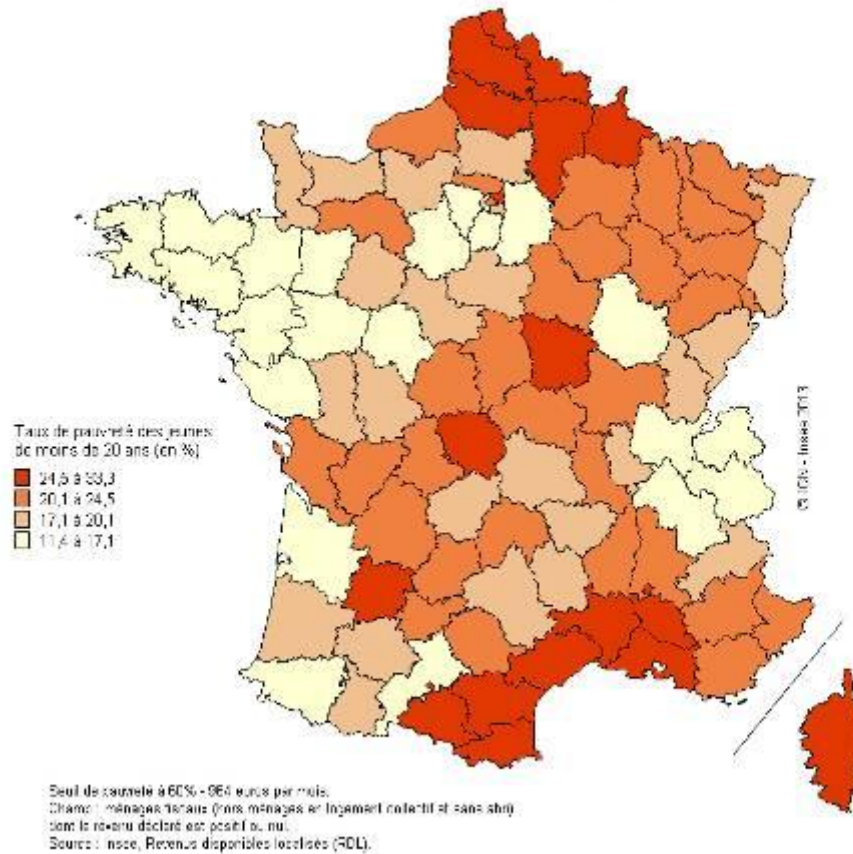 Taux de pauvreté des jeunes
de moins de 20 ans (en %)
24,5 à 33,3
20,1 à 24,5
17,1 à 20,1
11,4 à 17,1
© IGN - Insee 2013
Seuil de pauvreté à 60% - 964 euros par mois.
Champ : ménages fiscaux (hors ménages en logement collectif et sans abri)
dont le revenu déclaré est positif ou nul.
Source : Insee, Revenus disponibles localisés (RDL).